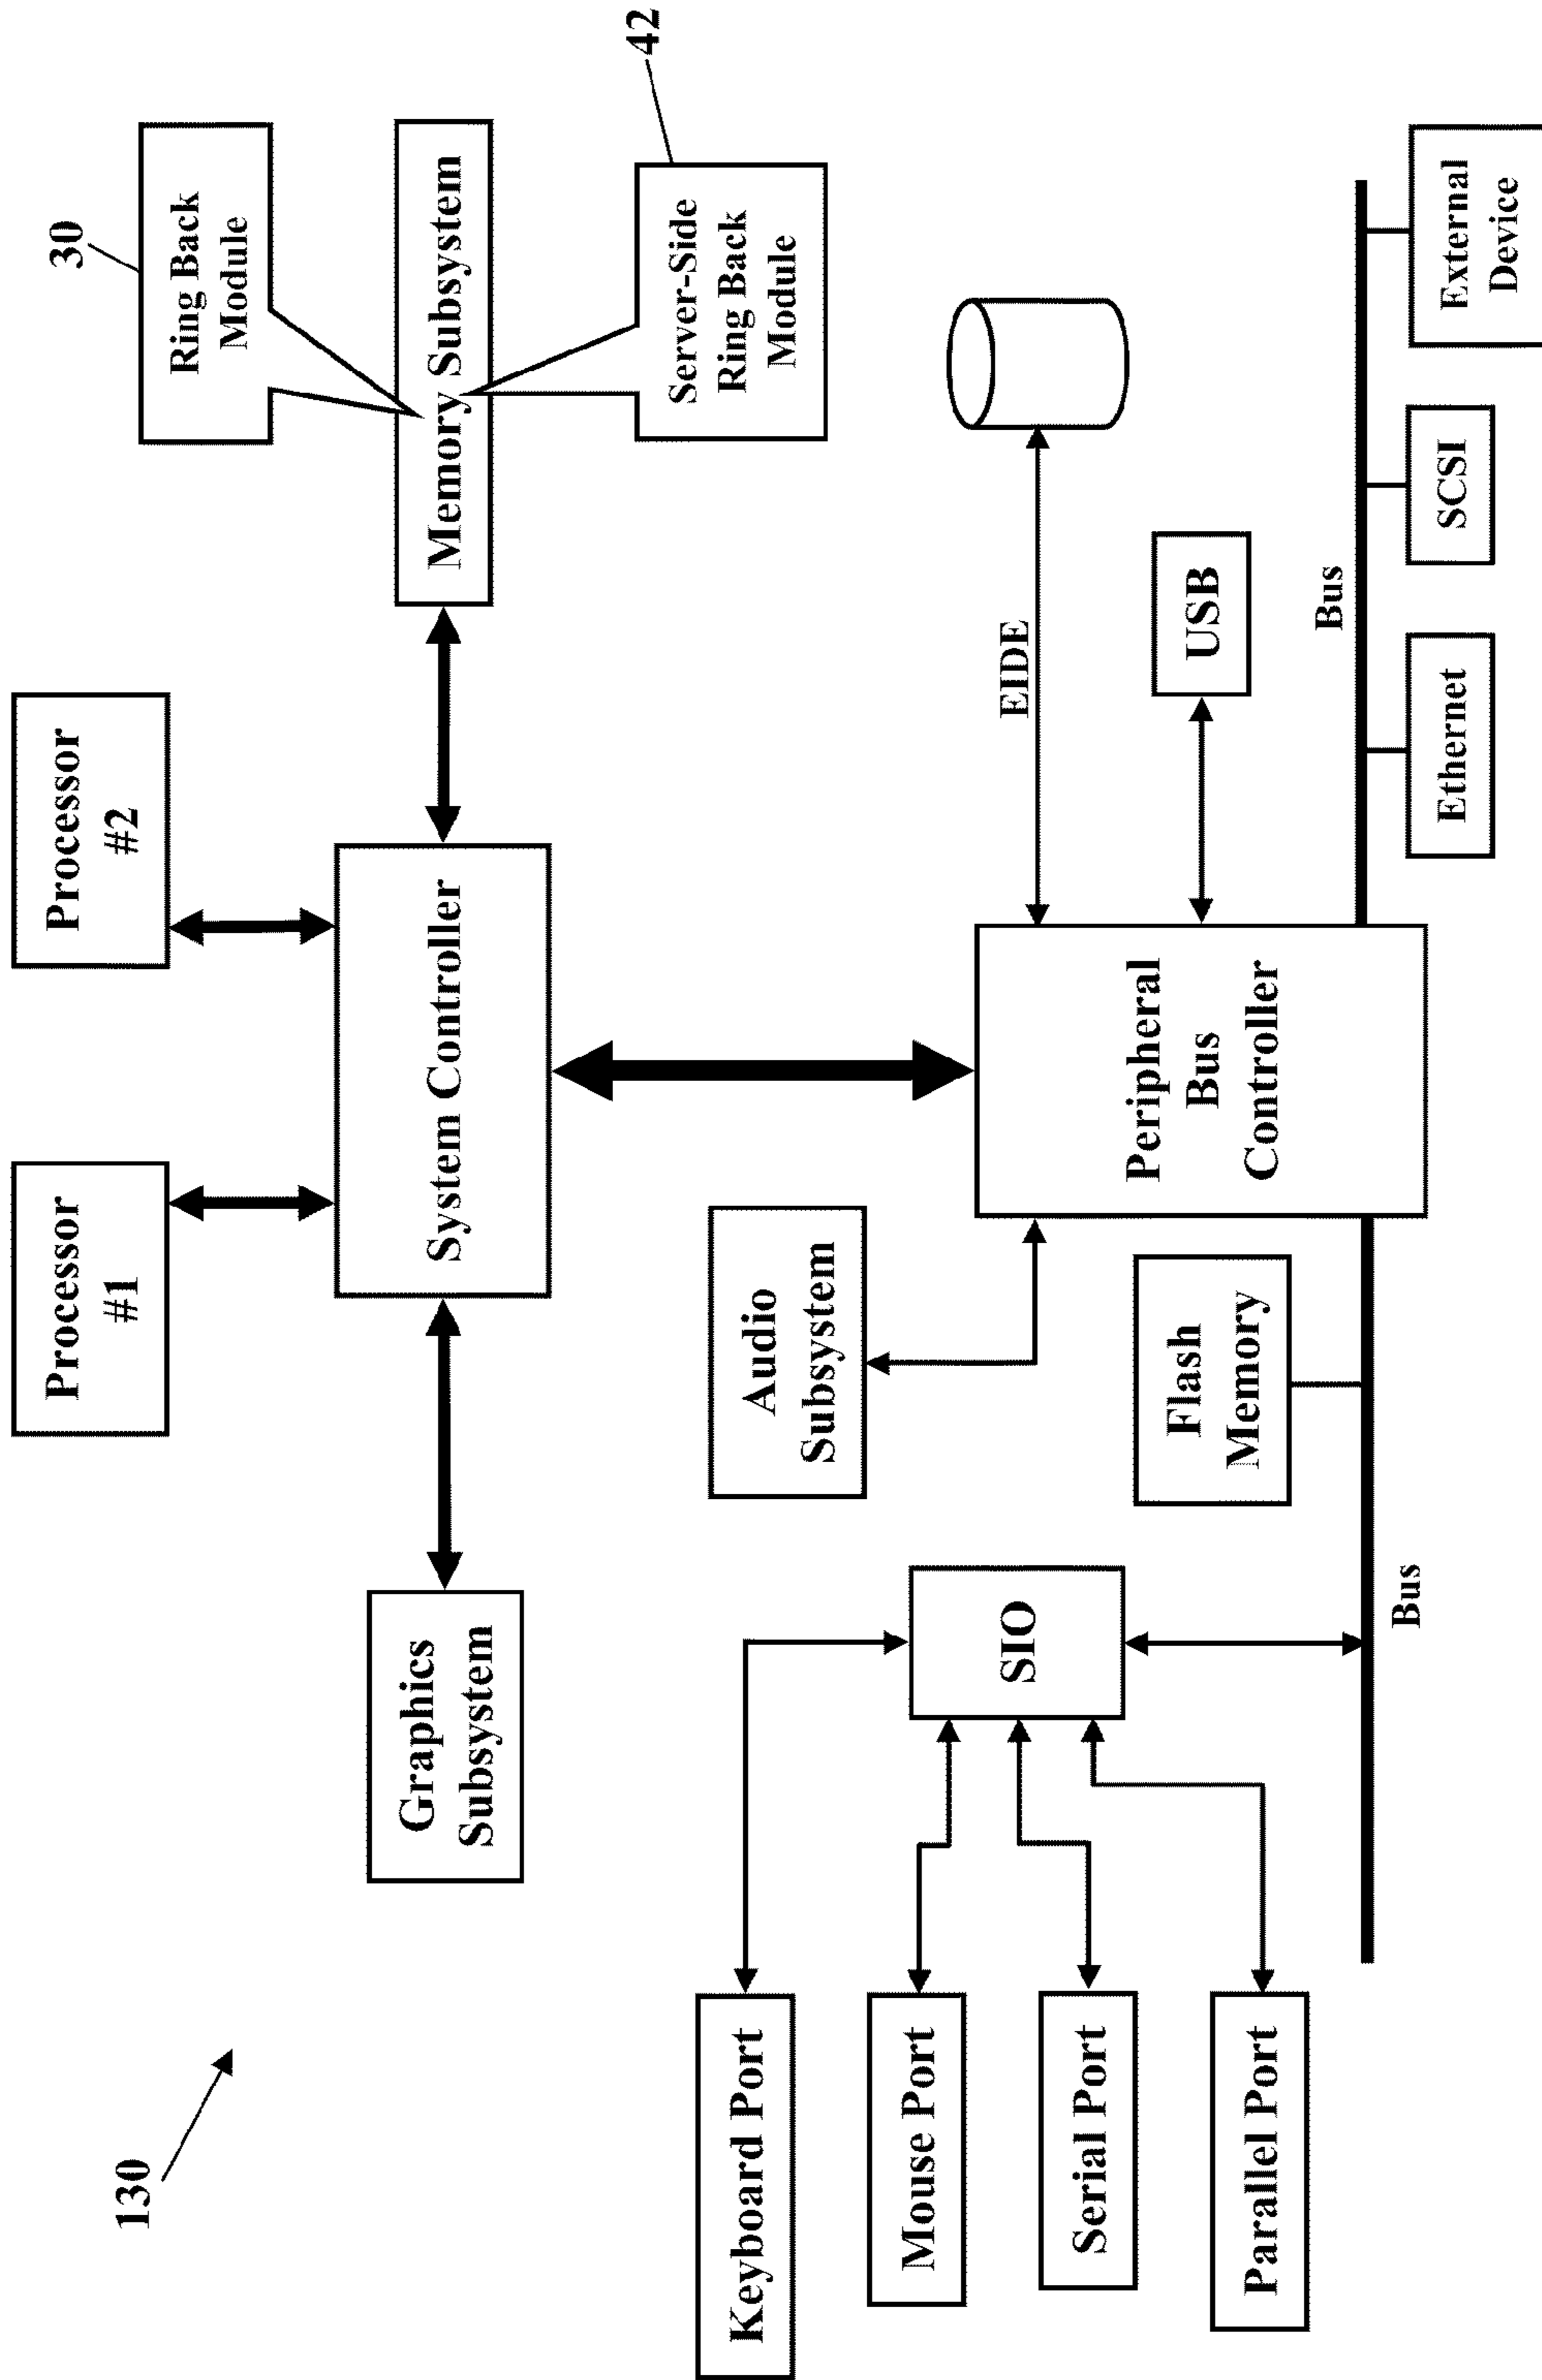 130
Processor
#1
Processor
#2
30
Ring Back
Module
Graphics
Subsystem
System Controller
Memory Subsystem
42
Server-Side
Ring Back
Module
Audio
Subsystem
Keyboard Port
Mouse Port
Serial Port
Parallel Port
SIO
Flash
Memory
Peripheral
Bus
Controller
EIDE
USB
Bus
Bus
Ethernet
SCSI
External
Device